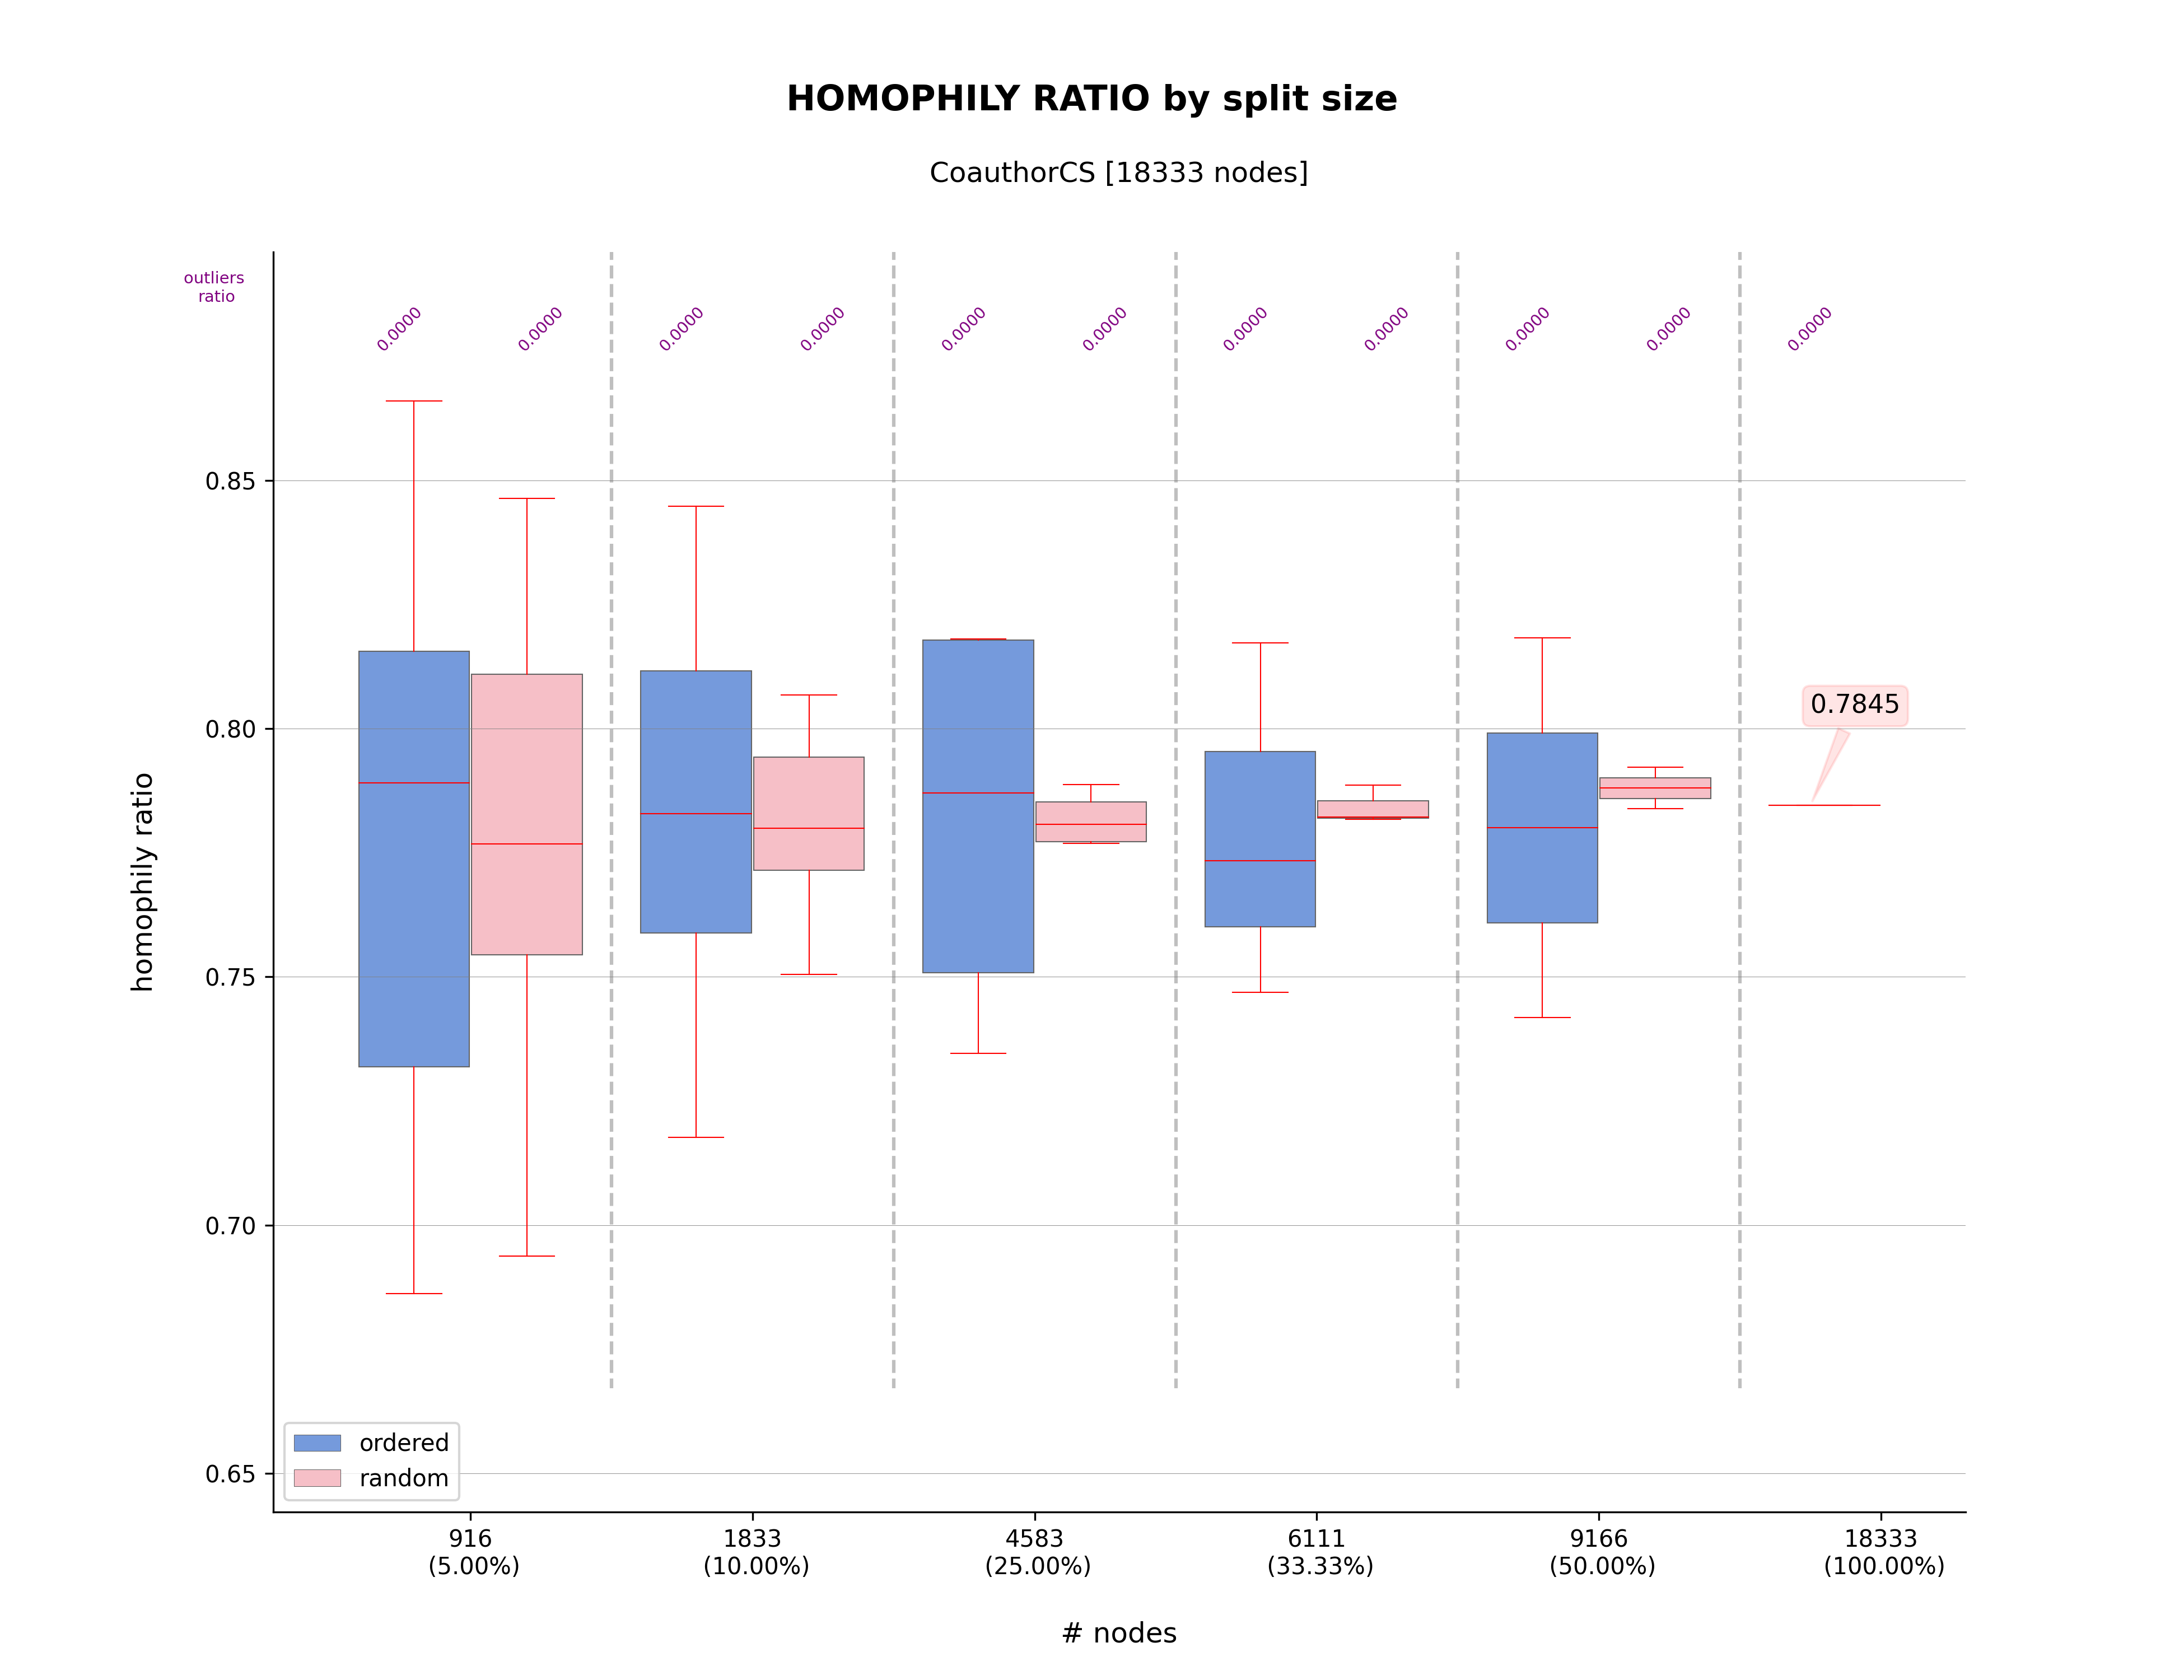 HOMOPHILY RATIO by split size
CoauthorCS [18333 nodes]
outliers
ratio
0.0000 0.0000 0.0000 0.0000 0.0000 0.0000 0.0000 0.0000 0.0000 0.0000 0.0000
0.85
0.80
0.75
0.70
0.65
homophily ratio
0.7845
ordered
random
916 1833 4583 6111 9166 18333
(5.00%) (10.00%) (25.00%) (33.33%) (50.00%) (100.00%)
# nodes